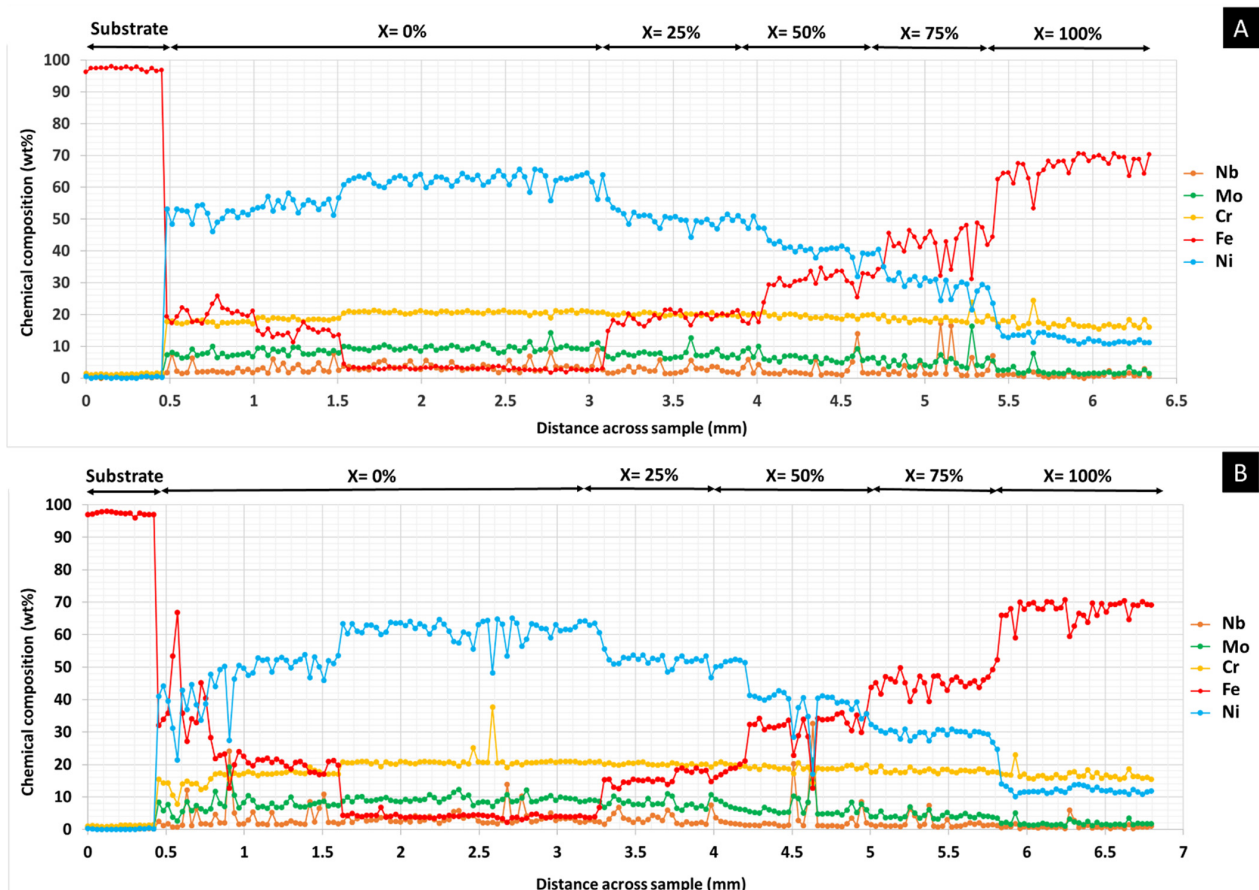 Substrate X= 0% X= 25% X= 50% X= 75% X= 100% A
100
90
80
70
60
50
40
30
20
10
0
Chemical composition (wt%)
0 0.5 1 1.5 2 2.5 3 3.5 4 4.5 5 5.5 6 6.5
Distance across sample (mm)
Nb
Mo
Cr
Fe
Ni
Substrate X= 0% X= 25% X= 50% X= 75% X= 100% B
100
90
80
70
60
50
40
30
20
10
0
Chemical composition (wt%)
0 0.5 1 1.5 2 2.5 3 3.5 4 4.5 5 5.5 6 6.5 7
Distance across sample (mm)
Nb
Mo
Cr
Fe
Ni